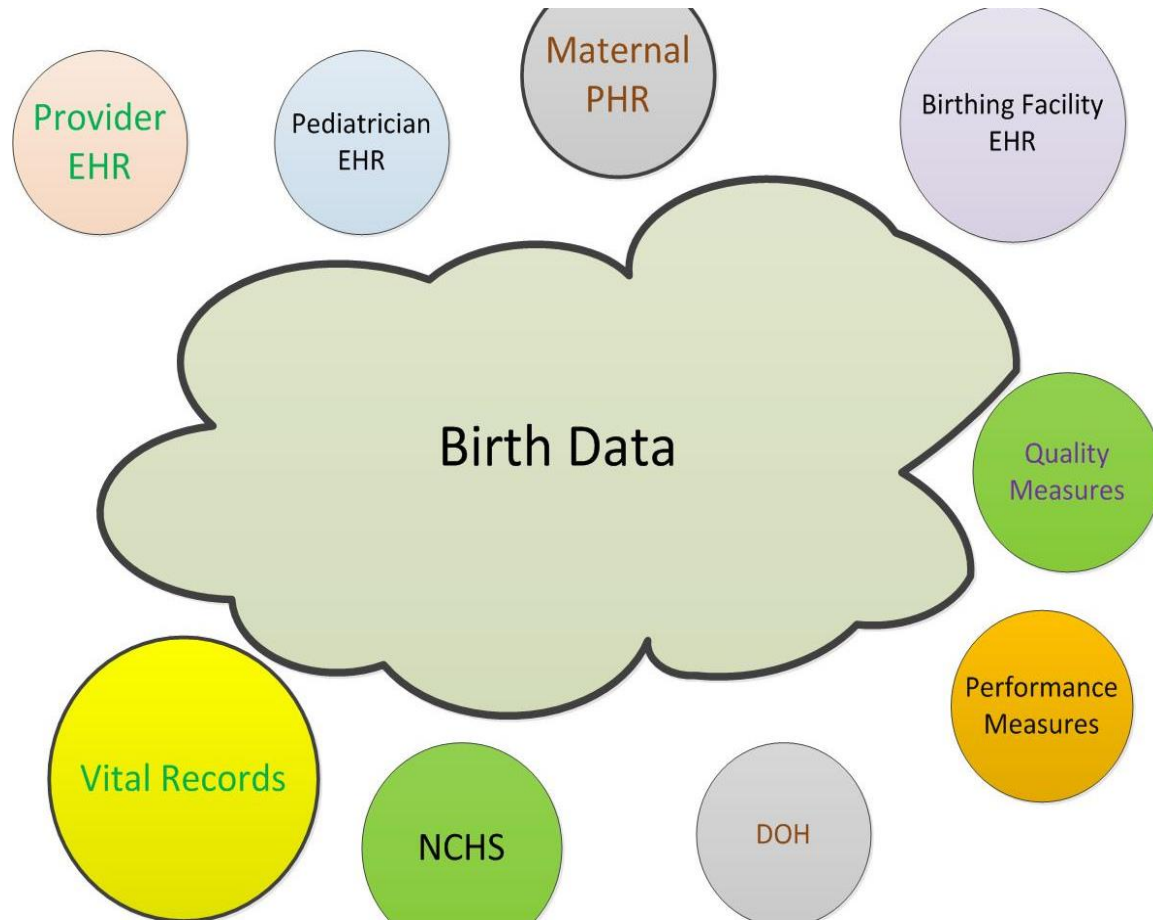 Maternal
PHR
Provider
EHR
Pediatrician
EHR
Birthing Facility
EHR
Birth Data
Quality
Measures
Performance
Measures
Vital Records
NCHS
DOH